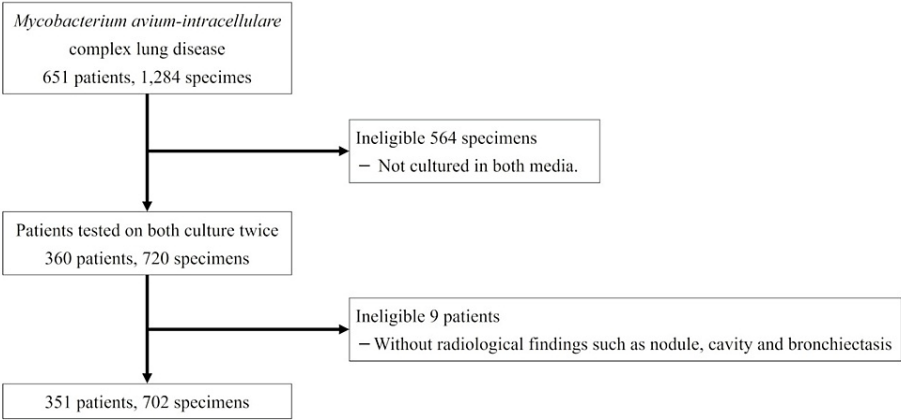 Mycobacterium avium-intracellulare
complex lung disease
651 patients, 1,284 specimes
Ineligible 564 specimens
− Not cultured in both media.
Patients tested on both culture twice
360 patients, 720 specimens
Ineligible 9 patients
− Without radiological findings such as nodule, cavity and bronchiectasis
351 patients, 702 specimens